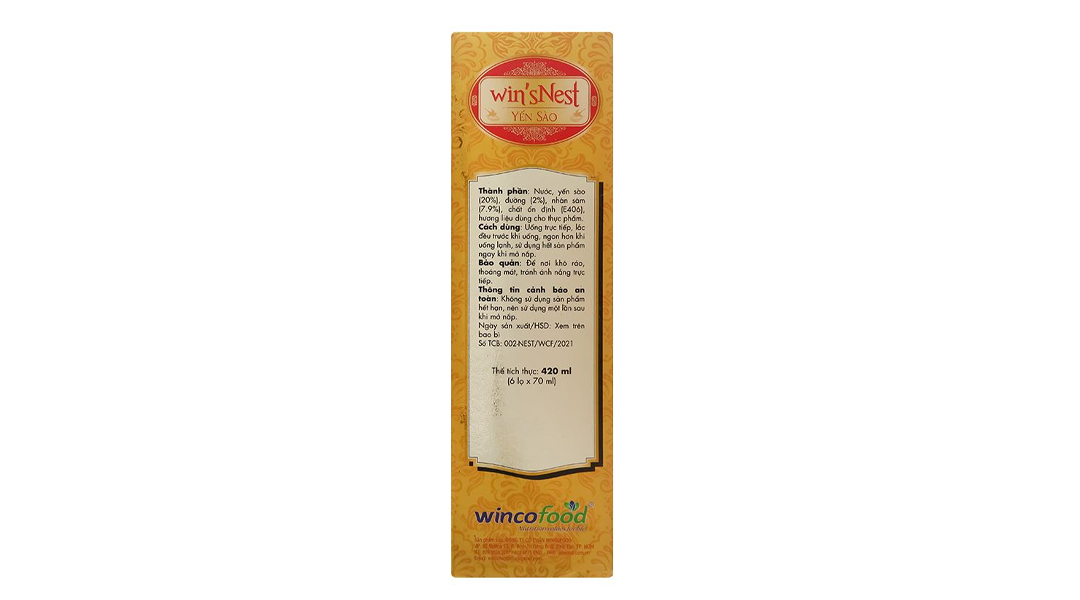 win'sNest
YẾN SÀO
Thành phần: Nước, yến sào
(20%), đường (2%), nhân sâm
(7.9%), chất ổn định (E406),
hương liệu dùng cho thực phẩm.
Cách dùng: Uống trực tiếp, lắc
đều trước khi uống, ngon hơn khi
uống lạnh, sử dụng hết sản phẩm
ngay khi mở nắp.
Bảo quản: Để nơi khô ráo,
thoáng mát, tránh ánh nắng trực
tiếp.
Thông tin cảnh báo an
toàn: Không sử dụng sản phẩm
hết hạn, nên sử dụng một lần sau
khi mở nắp.
Ngày sản xuất/HSD: Xem trên
bao bì
Số TCB: 002-NEST/WCF/2021
Thể tích thực: 420 ml
(6 lọ x 70 ml)
wincofood